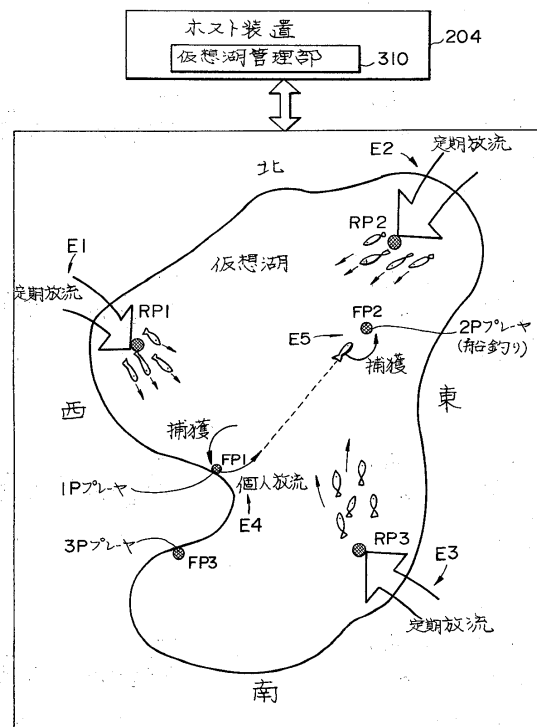 ホスト装置
204
仮想湖管理部
310
北
E2
定期放流
RP2
仮想湖
E1
定期放流
RP1
FP2
2Pプレーヤ
(船釣り)
E5
捕獲
西
東
捕獲
FP1
1Pプレーヤ
個人放流
E4
3Pプレーヤ
FP3
RP3
E3
定期放流
南